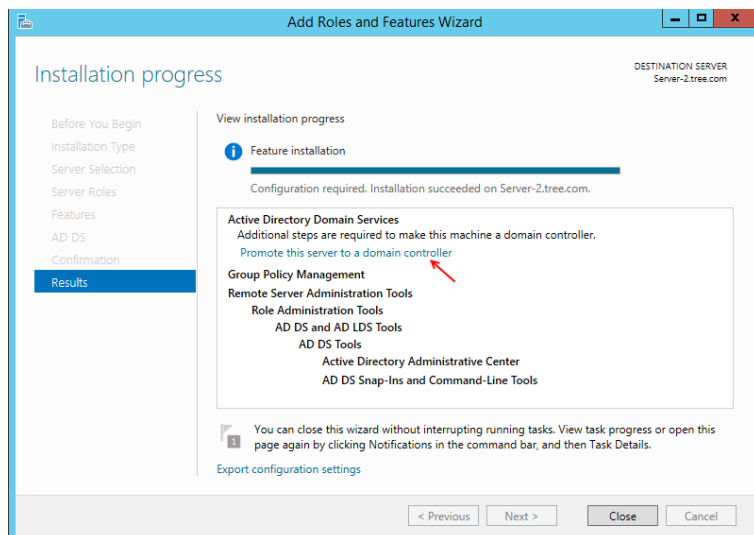 Add Roles and Features Wizard
Installation progress
DESTINATION SERVER
Server-2.tree.com
Before You Begin
Installation Type
Server Selection
Server Roles
Features
AD DS
Confirmation
Results
View installation progress
Feature installation
Configuration required. Installation succeeded on Server-2.tree.com.
Active Directory Domain Services
Additional steps are required to make this machine a domain controller.
Promote this server to a domain controller
Group Policy Management
Remote Server Administration Tools
Role Administration Tools
AD DS and AD LDS Tools
AD DS Tools
Active Directory Administrative Center
AD DS Snap-Ins and Command-Line Tools
1
You can close this wizard without interrupting running tasks. View task progress or open this
page again by clicking Notifications in the command bar, and then Task Details.
Export configuration settings
< Previous
Next >
Close
Cancel